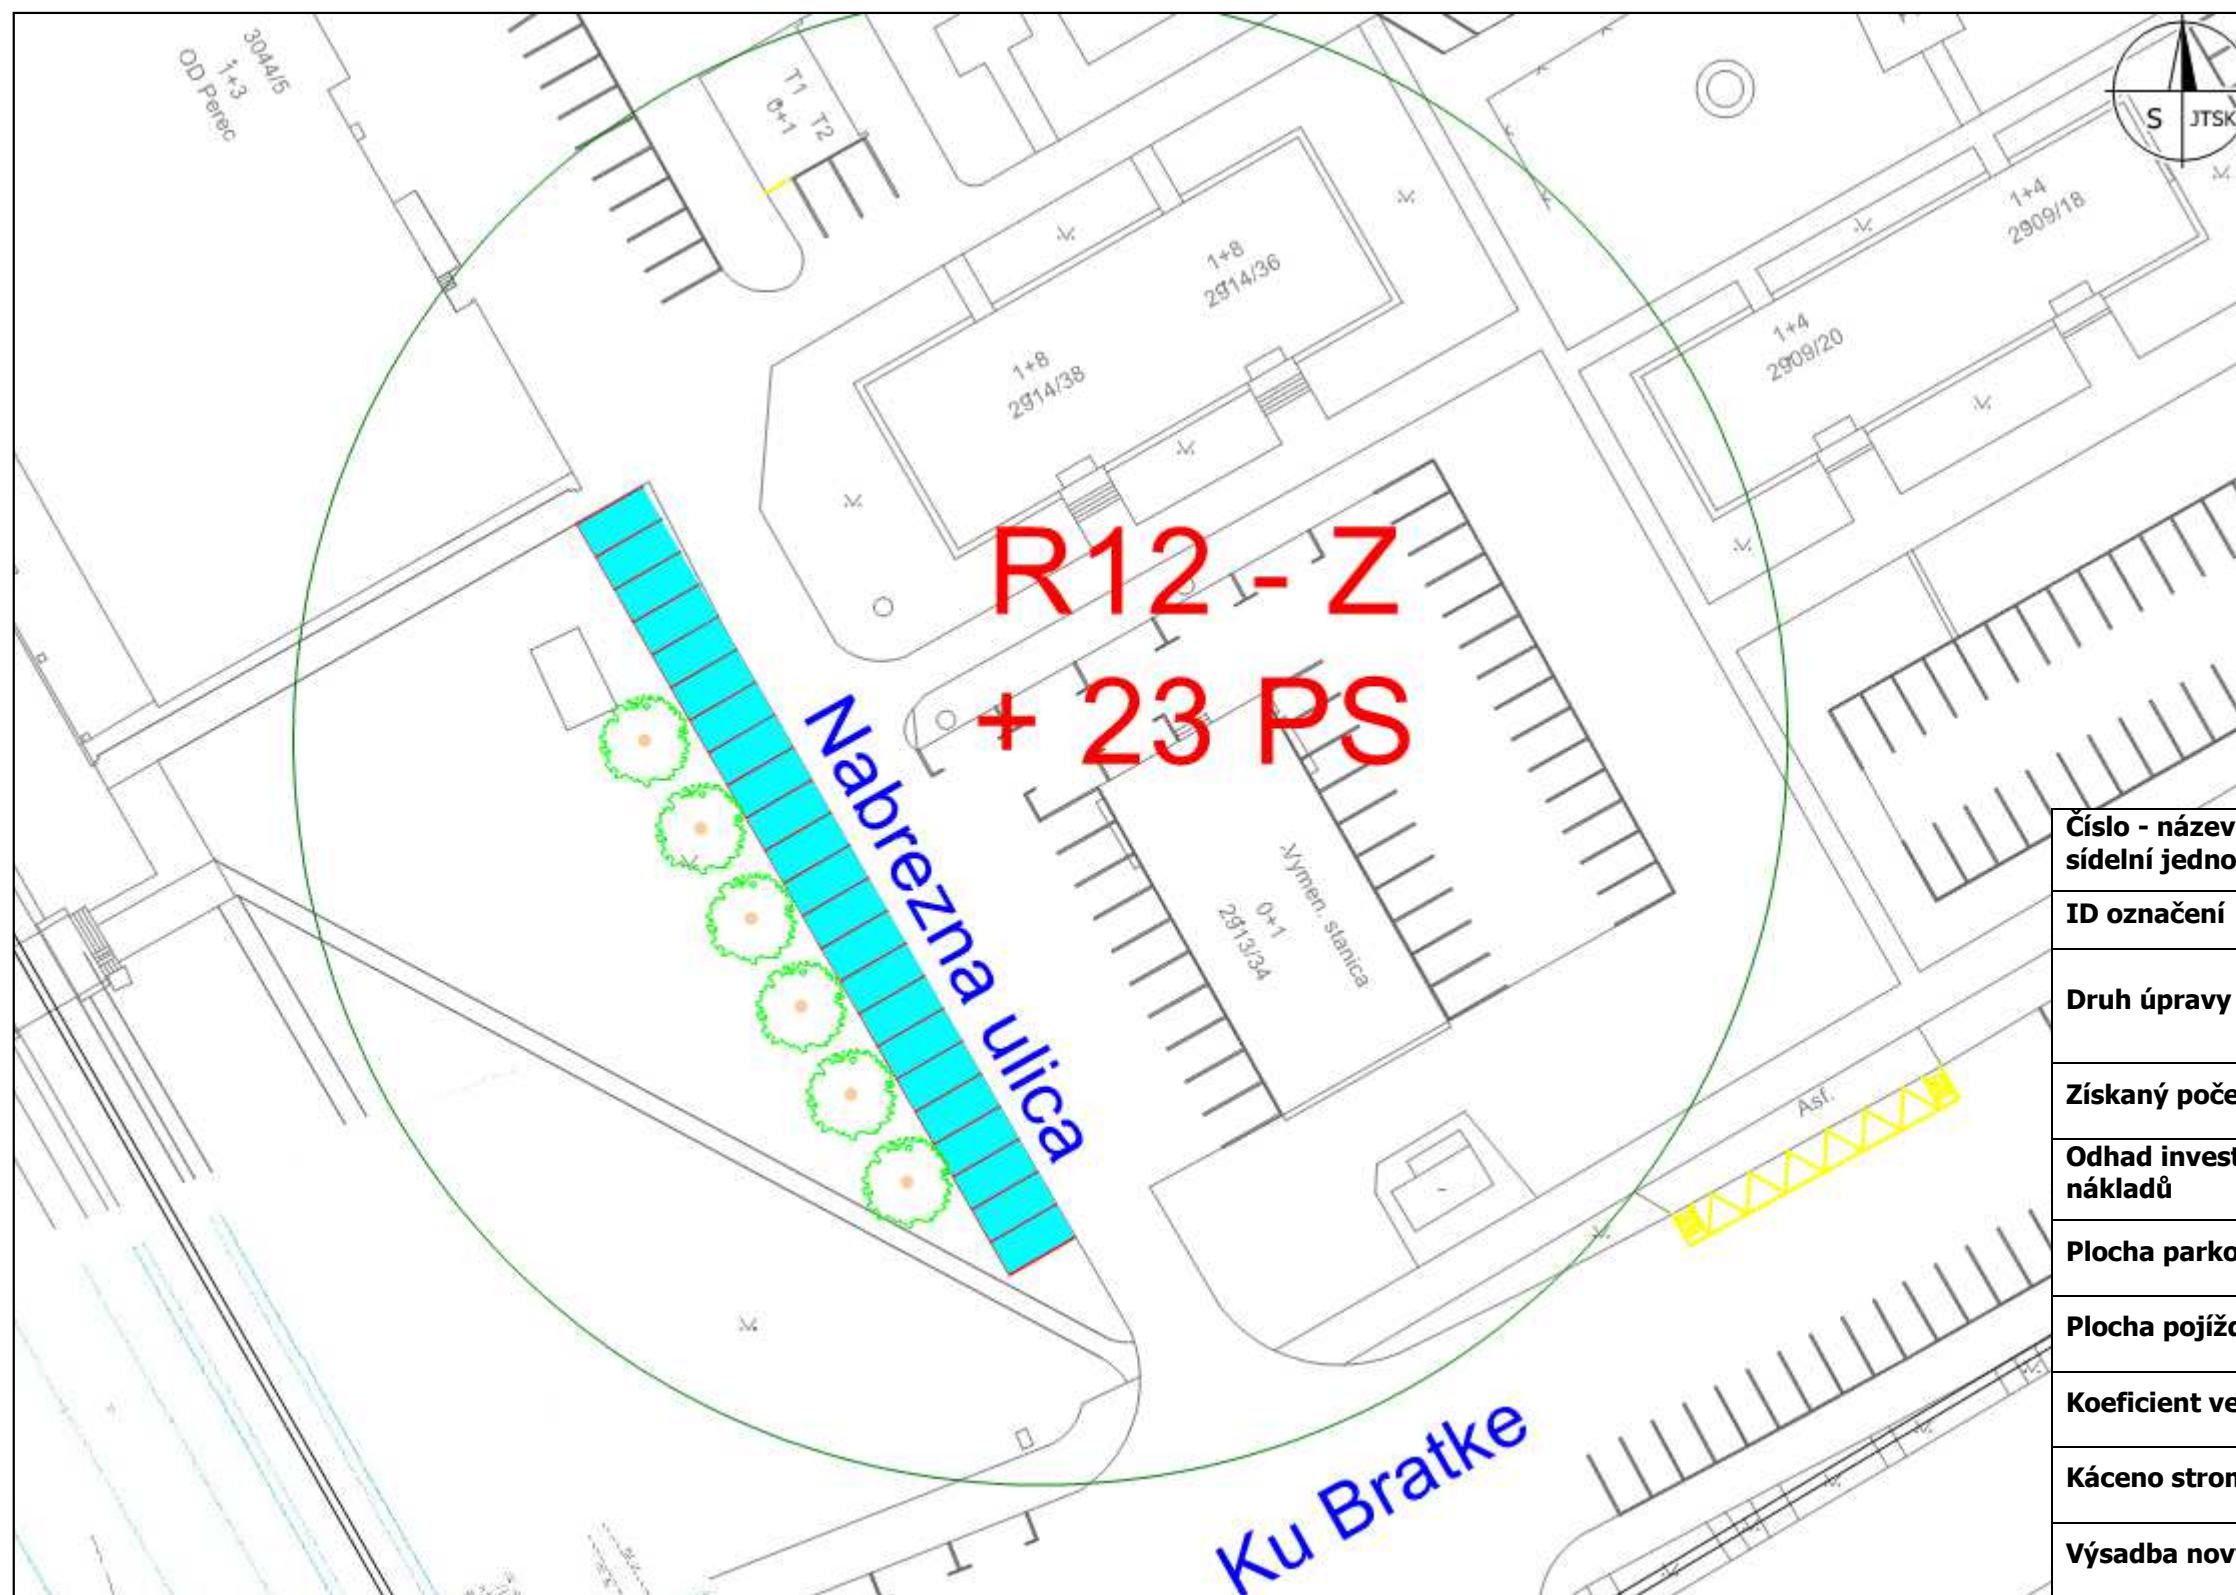 3044/5
1+3
OD Perec
T1 T2
0+1
S JTSK
1+4
2909/18
1+8
2914/36
1+4
2909/20
1+8
2914/38
R12 - Z
+ 23 PS
Nabrezna ulica
Vymen. stanica
0+1
2913/34
Asf.
Ku Bratke
Číslo - název
sídelní jedno
ID označení
Druh úpravy
Získaný poče
Odhad invest
nákladů
Plocha parko
Plocha pojížd
Koeficient ve
Káceno stron
Výsadba nov